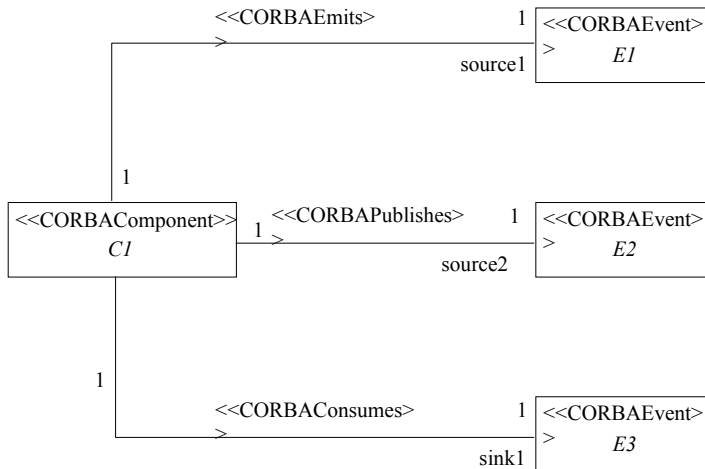 <<CORBAEmits>
>
1
<<CORBAEvent>
>
E1
source1
1
<<CORBAComponent>>
C1
1
<<CORBAPublishes>
>
1
<<CORBAEvent>
>
E2
source2
1
<<CORBAConsumes>
>
1
<<CORBAEvent>
>
E3
sink1